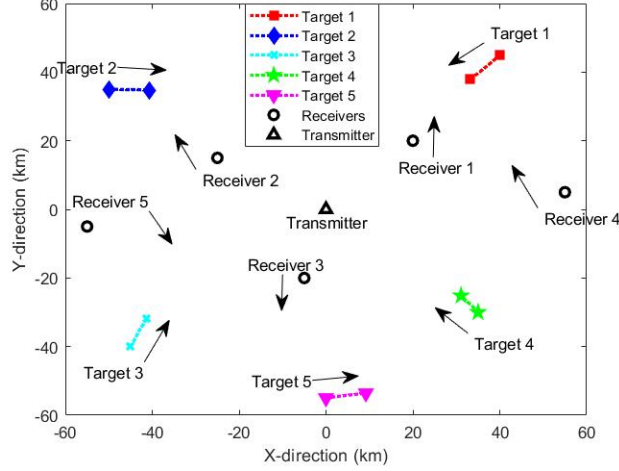 60
40
20
0
-20
-40
-60
Y-direction (km)
-60
-40
-20
0
20
40
60
X-direction (km)
Target 1
Target 2
Target 3
Target 4
Target 5
Receivers
Transmitter
Target 1
Target 2
Receiver 1
Receiver 2
Receiver 5
Receiver 4
Transmitter
Receiver 3
Target 4
Target 3
Target 5